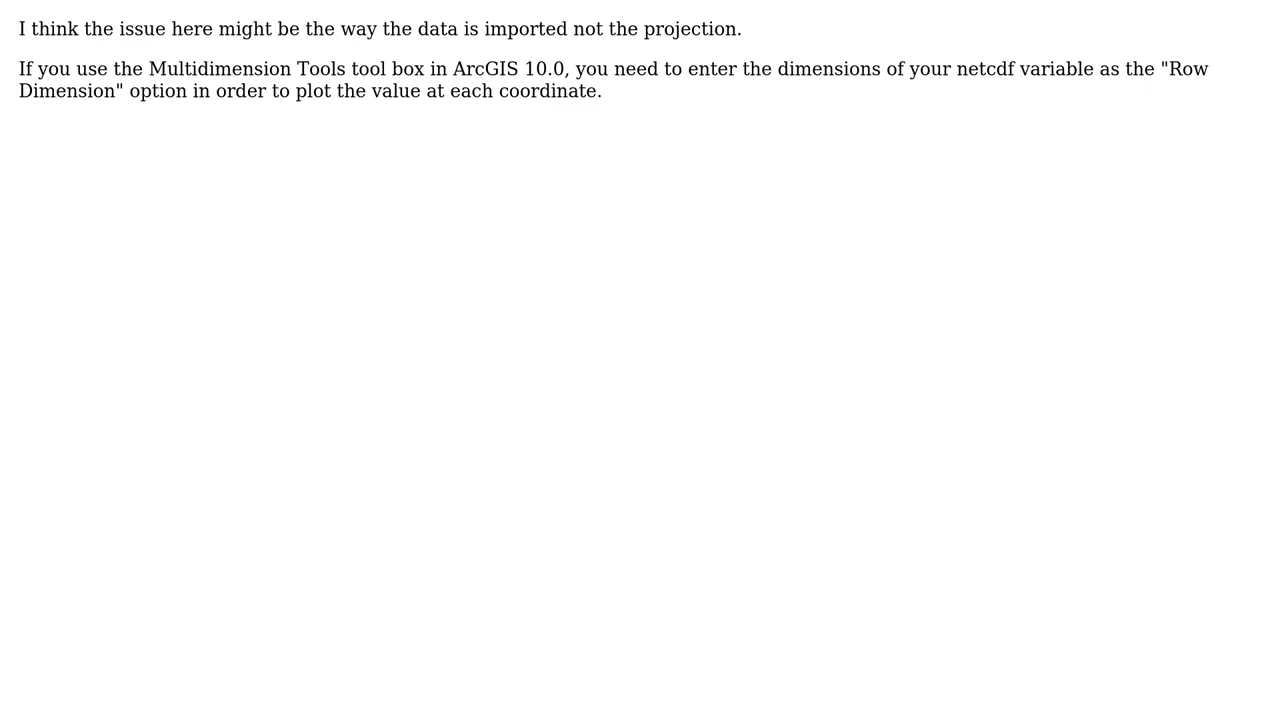 I think the issue here might be the way the data is imported not the projection.
If you use the Multidimension Tools tool box in ArcGIS 10.0, you need to enter the dimensions of your netcdf variable as the "Row
Dimension" option in order to plot the value at each coordinate.